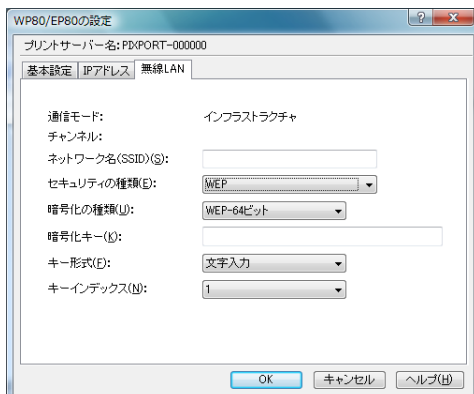 WP80/EP80の設定
プリントサーバー名:PIXPORT-000000
基本設定 IPアドレス 無線LAN
通信モード: インフラストラクチャ
チャンネル:
ネットワーク名(SSID)(S):
セキュリティの種類(E): WEP
暗号化の種類(U): WEP-64ビット
暗号化キー(K):
キー形式(F): 文字入力
キーインデックス(N): 1
OK キャンセル ヘルプ(H)